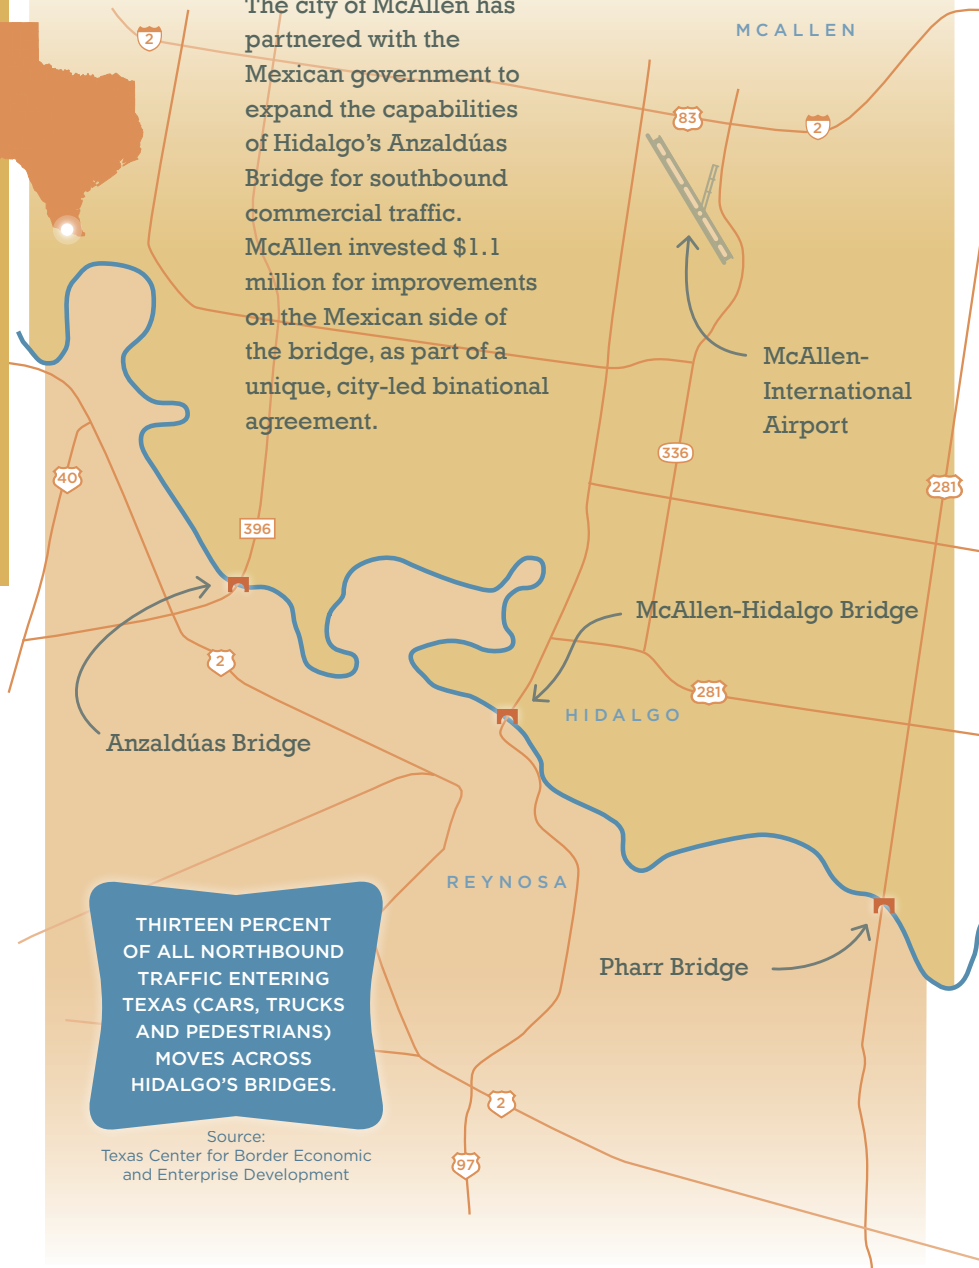 The city of McAllen has
partnered with the
Mexican government to
expand the capabilities
of Hidalgo's Anzaldúas
Bridge for southbound
commercial traffic.
McAllen invested $1.1
million for improvements
on the Mexican side of
the bridge, as part of a
unique, city-led binational
agreement.
MCALLEN
2
83
2
McAllen-
International
Airport
336
281
40
396
McAllen-Hidalgo Bridge
2
281
HIDALGO
Anzaldúas Bridge
REYNOSA
Pharr Bridge
THIRTEEN PERCENT
OF ALL NORTHBOUND
TRAFFIC ENTERING
TEXAS (CARS, TRUCKS
AND PEDESTRIANS)
MOVES ACROSS
HIDALGO'S BRIDGES.
Source:
Texas Center for Border Economic
and Enterprise Development
2
97